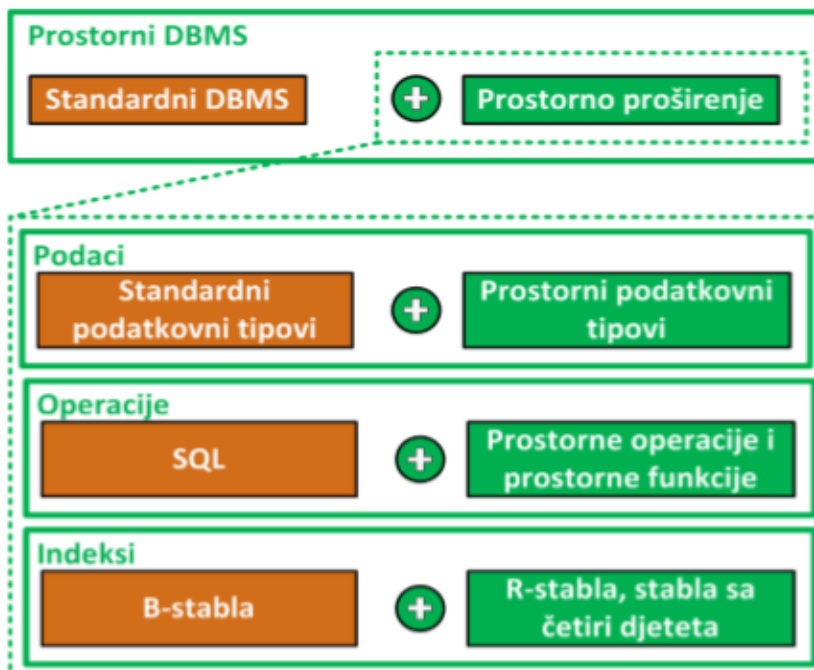 Prostorni DBMS
Standardni DBMS
Prostorno proširenje
Podaci
Standardni
podatkovni tipovi
Prostorni podatkovni
tipovi
Operacije
SQL
Prostorne operacije i
prostorne funkcije
Indeksi
B-stabla
R-stabla, stabla sa
četiri djeteta